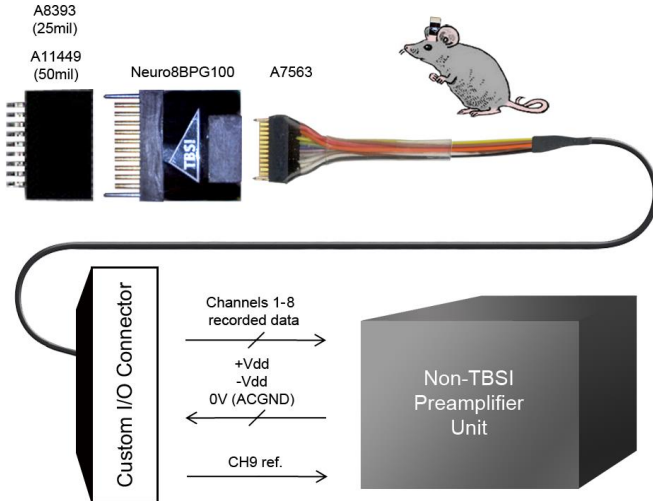 A8393
(25mil)
A11449
(50mil)
Neuro8BPG100
A7563
TBSI
Custom I/O Connector
Channels 1-8
recorded data
+Vdd
-Vdd
0V (ACGND)
CH9 ref.
Non-TBSI
Preamplifier
Unit